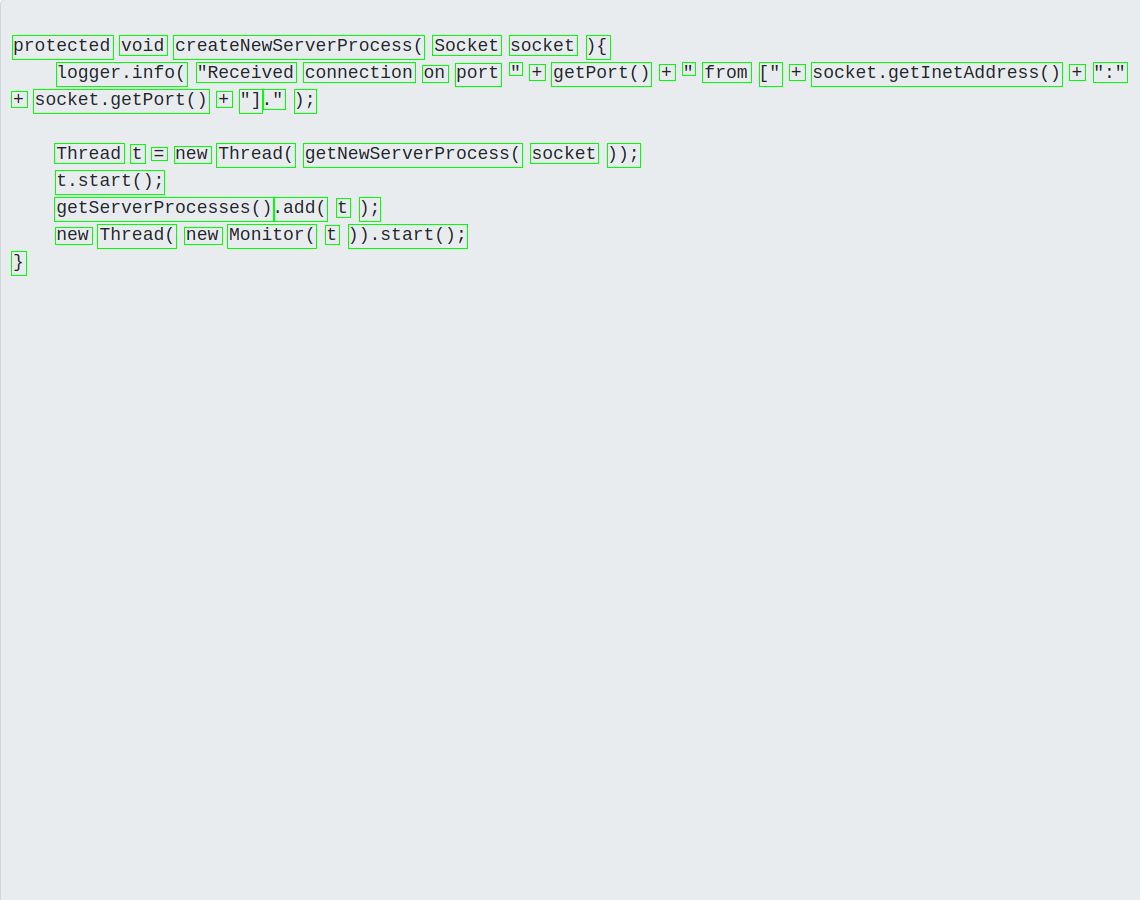 protected void createNewServerProcess( Socket socket ){
    logger.info( "Received connection on port " + getPort() + " from [" + socket.getInetAddress() + ":"
+ socket.getPort() + "]." );
    Thread t = new Thread( getNewServerProcess( socket ));
    t.start();
    getServerProcesses().add( t );
    new Thread( new Monitor( t )).start();
}